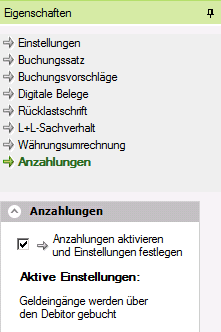 Eigenschaften
Einstellungen
Buchungssatz
Buchungsvorschläge
Digitale Belege
Rücklastschrift
L+L-Sachverhalt
Währungsumrechnung
Anzahlungen
Anzahlungen
Anzahlungen aktivieren
und Einstellungen festlegen
Aktive Einstellungen:
Geldeingänge werden über
den Debitor gebucht